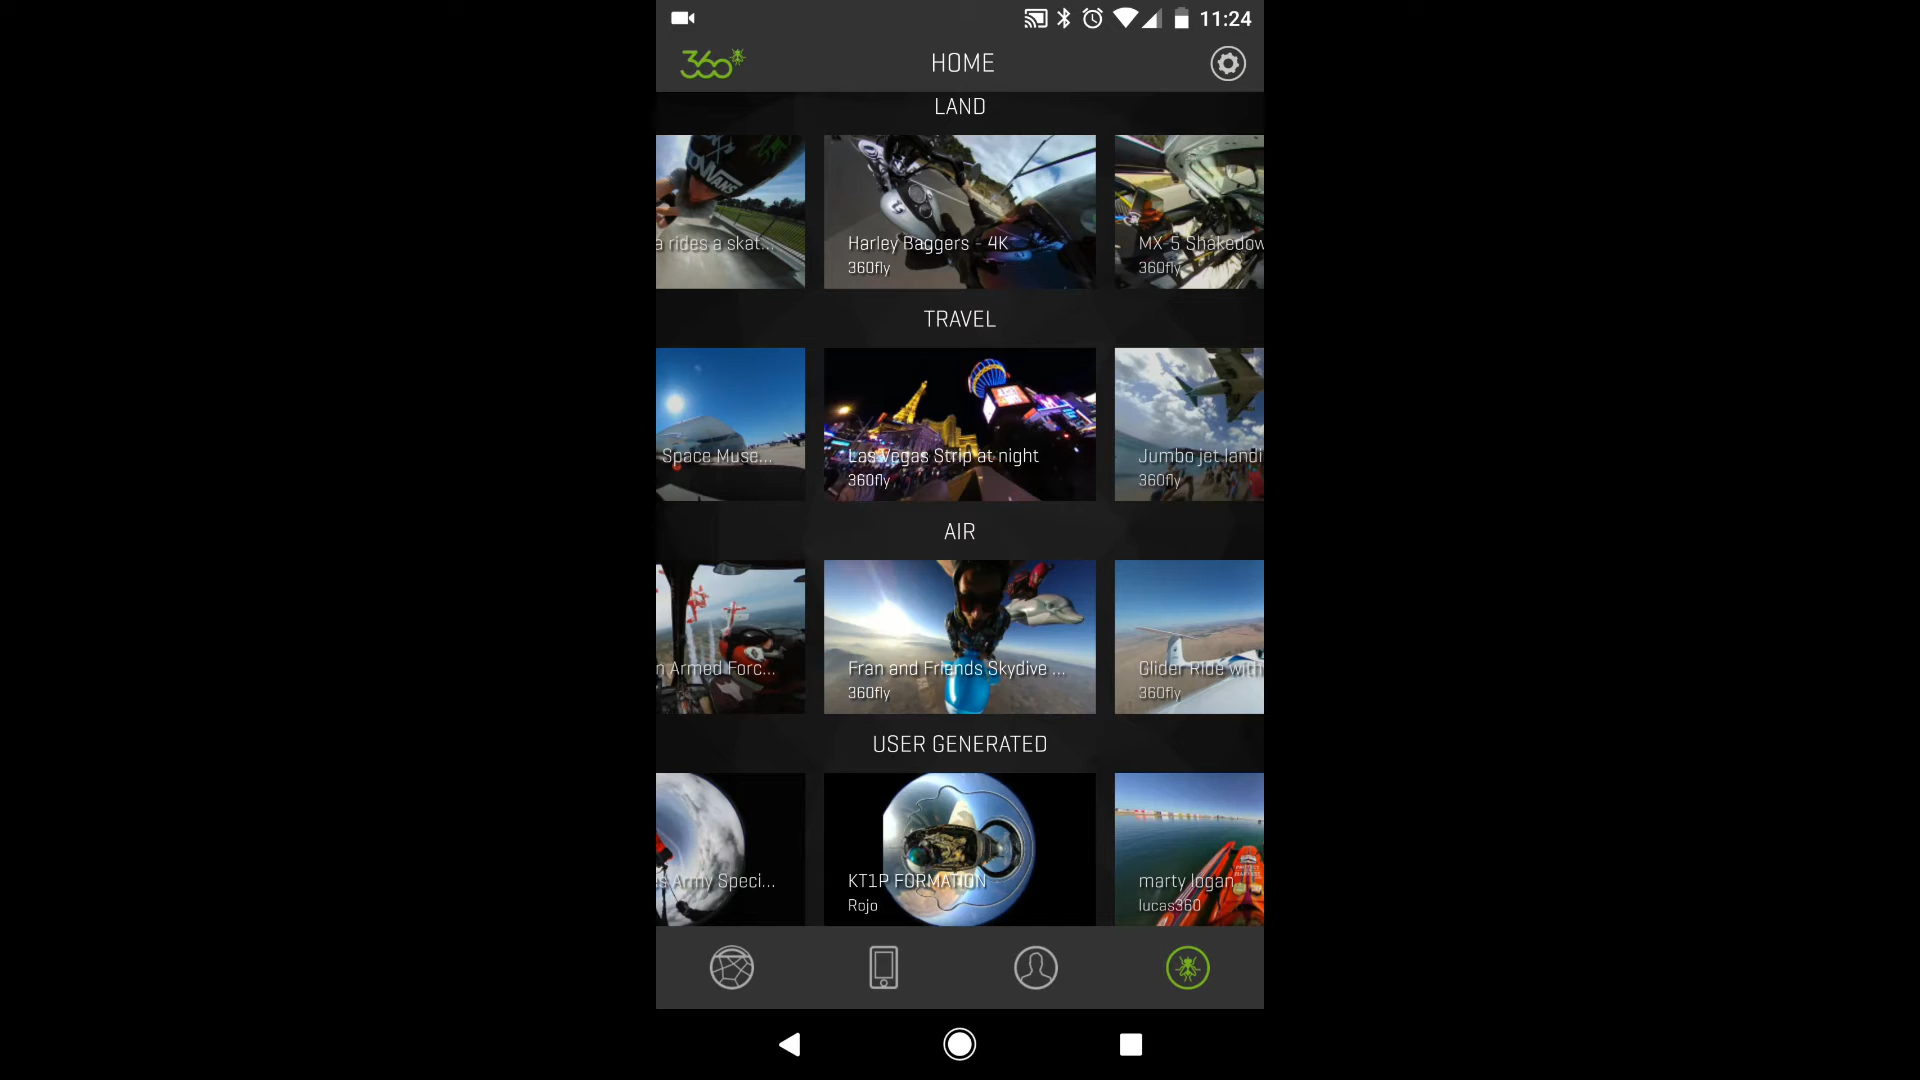 11:24
360
HOME
LAND
VANS
a rides a skat...
Harley Baggers - 4K
360fly
MX-5 Shakedow
360fly
TRAVEL
Space Muse...
Las Vegas Strip at night
360fly
Jumbo jet landi
360fly
AIR
n Armed Forc...
Fran and Friends Skydive ...
360fly
Glider Ride with
360fly
USER GENERATED
s Army Speci...
KT1P FORMATION
Rojo
marty logan
lucas360